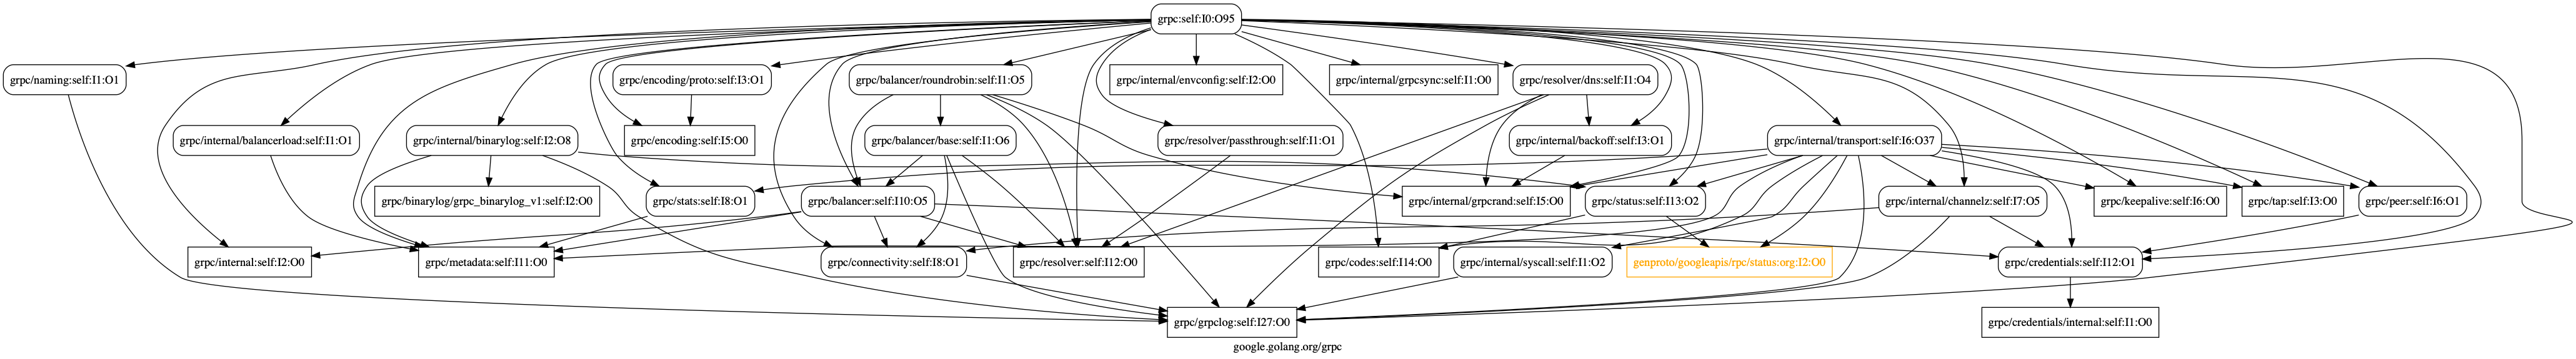 grpc:self:I0:O95
grpc/naming:self:I1:O1
grpc/encoding/proto:self:I3:O1
grpc/balancer/roundrobin:self:I1:O5
grpc/internal/envconfig:self:I2:O0
grpc/internal/grpcsync:self:I1:O0
grpc/resolver/dns:self:I1:O4
grpc/internal/balancerload:self:I1:O1
grpc/internal/binarylog:self:I2:O8
grpc/encoding:self:I5:O0
grpc/balancer/base:self:I1:O6
grpc/resolver/passthrough:self:I1:O1
grpc/internal/backoff:self:I3:O1
grpc/internal/transport:self:I6:O37
grpc/binarylog/grpc_binarylog_v1:self:I2:O0
grpc/stats:self:I8:O1
grpc/balancer:self:I10:O5
grpc/internal/grpcrand:self:I5:O0
grpc/status:self:I13:O2
grpc/internal/channelz:self:I7:O5
grpc/keepalive:self:I6:O0
grpc/tap:self:I3:O0
grpc/peer:self:I6:O1
grpc/internal:self:I2:O0
grpc/metadata:self:I11:O0
grpc/connectivity:self:I8:O1
grpc/resolver:self:I12:O0
grpc/codes:self:I14:O0
grpc/internal/syscall:self:I1:O2
genproto/googleapis/rpc/status:org:I2:O0
grpc/credentials:self:I12:O1
grpc/grpclog:self:I27:O0
grpc/credentials/internal:self:I1:O0
google.golang.org/grpc